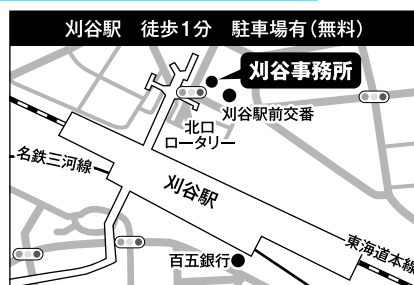 刈谷駅　徒歩1分　駐車場有(無料)
刈谷事務所
刈谷駅前交番
北口
ロータリー
名鉄三河線
刈谷駅
東海道本線
百五銀行